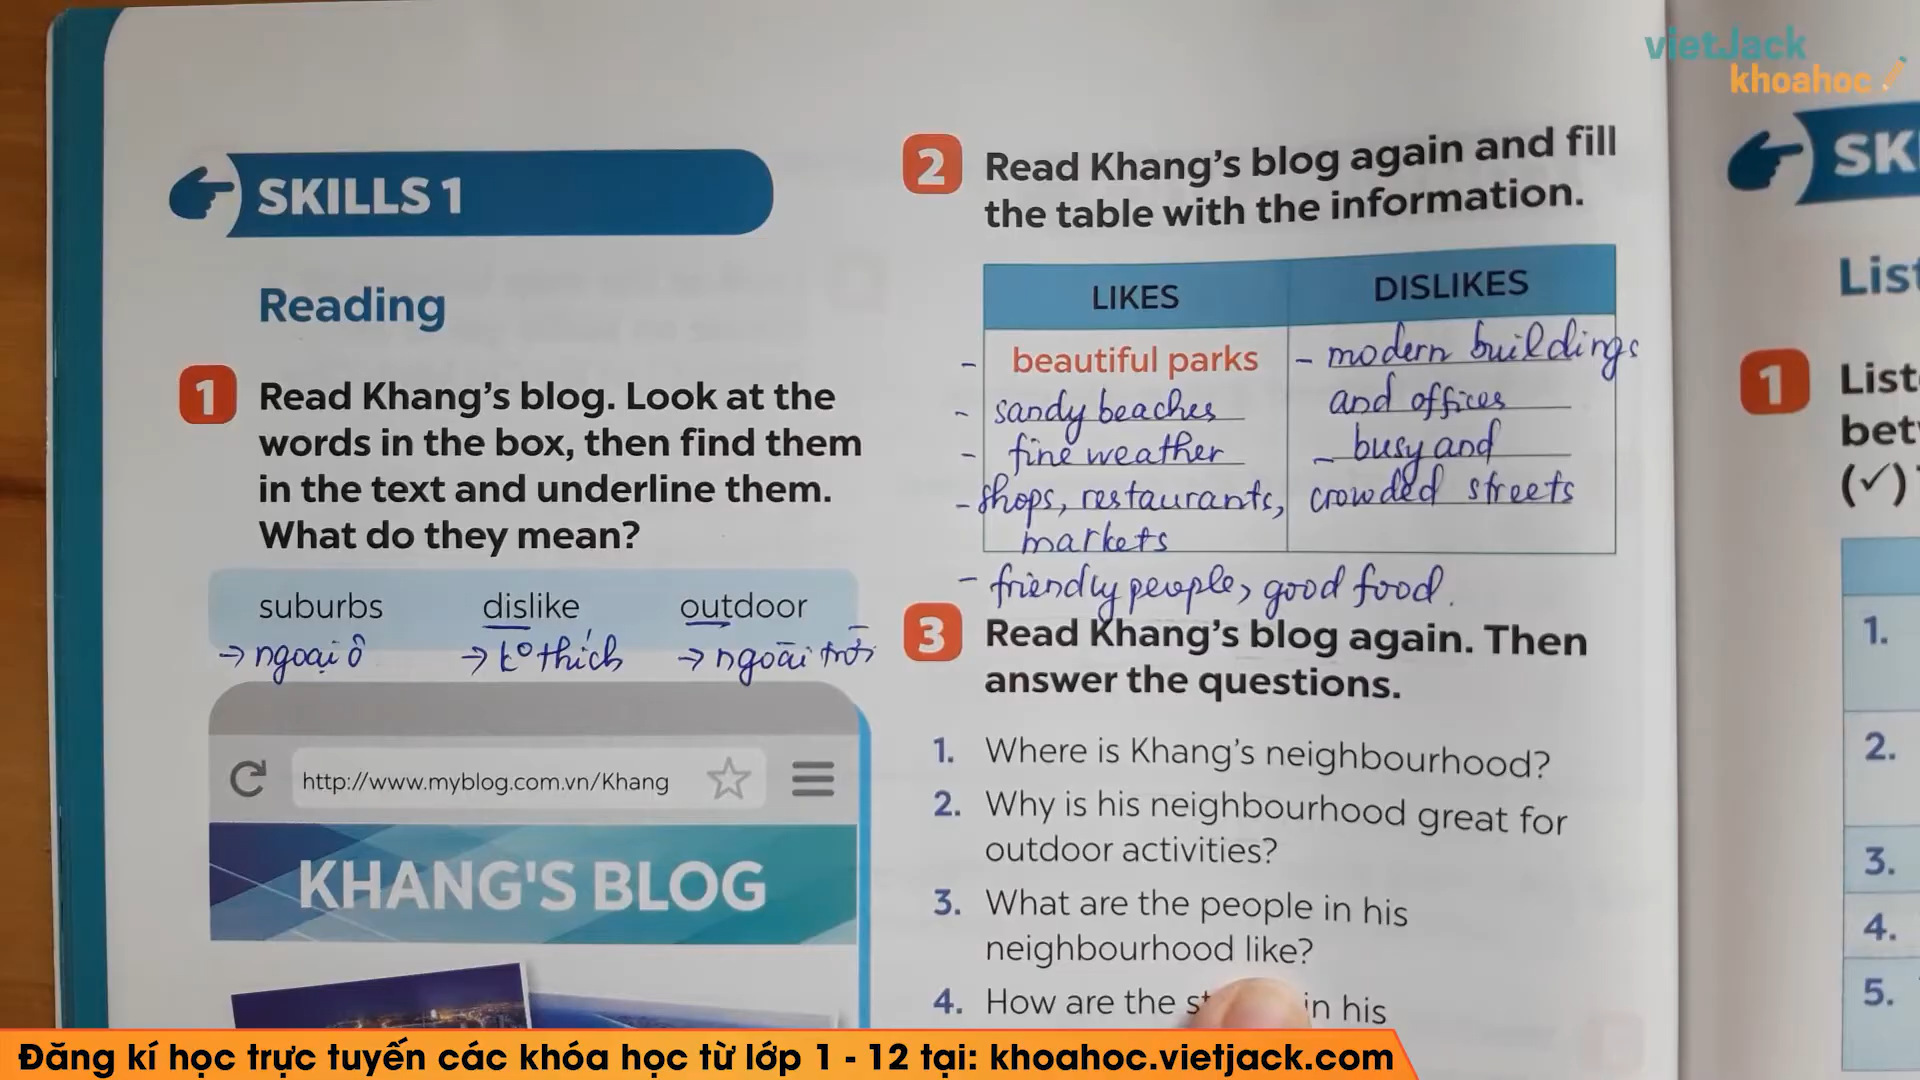 vietJack
khoahoc
SKILLS 1
Reading
1 Read Khang's blog. Look at the
words in the box, then find them
in the text and underline them.
What do they mean?
suburbs dislike outdoor
→ ngoại ô → k° thích → ngoài trời
http://www.myblog.com.vn/Khang
KHANG'S BLOG
2 Read Khang's blog again and fill
the table with the information.
LIKES DISLIKES
- beautiful parks - modern buildings
- sandy beaches and offices
- fine weather - busy and
- shops, restaurants, crowded streets
markets
- friendly people, good food.
3 Read Khang's blog again. Then
answer the questions.
1. Where is Khang's neighbourhood?
2. Why is his neighbourhood great for
outdoor activities?
3. What are the people in his
neighbourhood like?
4. How are the in his
SK
List
1 List
bet
(✓)
1.
2.
3.
4.
5.
Đăng kí học trực tuyến các khóa học từ lớp 1 - 12 tại: khoahoc.vietjack.com